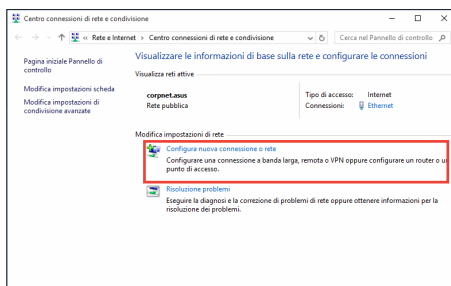 Centro connessioni di rete e condivisione
« Rete e Internet > Centro connessioni di rete e condivisione
Cerca nel Pannello di controllo
Pagina iniziale Pannello di
controllo
Modifica impostazioni scheda
Modifica impostazioni di
condivisione avanzate
Visualizzare le informazioni di base sulla rete e configurare le connessioni
Visualizza reti attive
corpnet.asus
Rete pubblica
Tipo di accesso: Internet
Connessioni: Ethernet
Modifica impostazioni di rete
Configura nuova connessione o rete
Configurare una connessione a banda larga, remota o VPN oppure configurare un router o un
punto di accesso.
Risoluzione problemi
Eseguire la diagnosi e la correzione di problemi di rete oppure ottenere informazioni per la
risoluzione dei problemi.